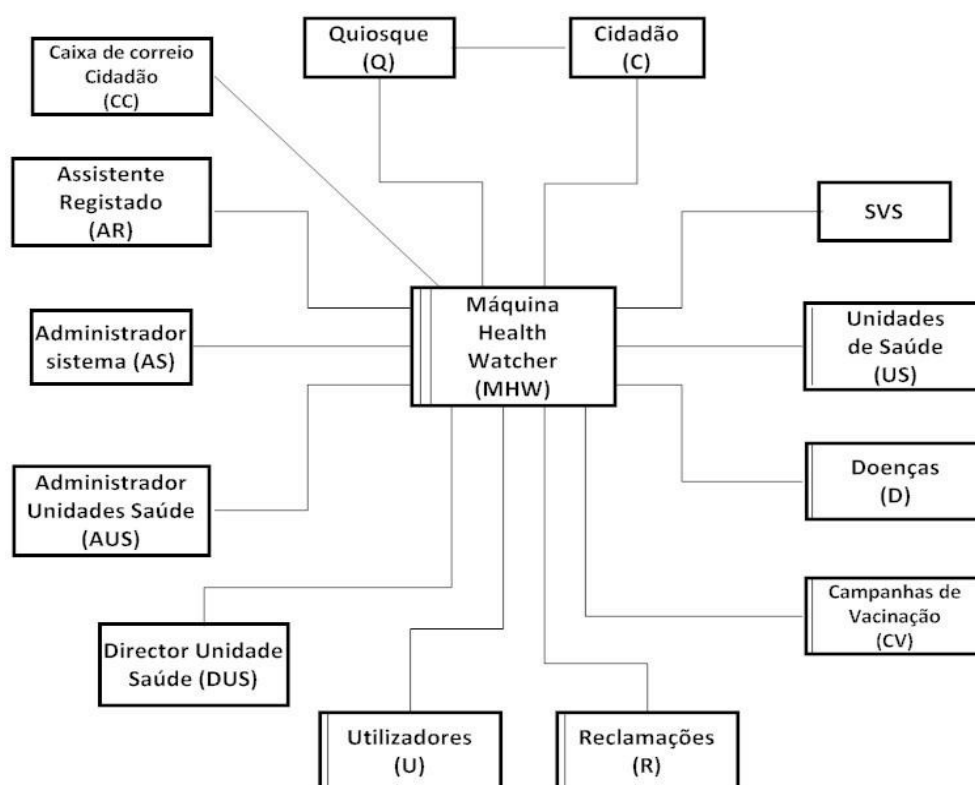 Quiosque
(Q)
Cidadão
(C)
Caixa de correio
Cidadão
(CC)
Assistente
Registado
(AR)
SVS
Máquina
Health
Watcher
(MHW)
Administrador
sistema (AS)
Unidades
de Saúde
(US)
Doenças
(D)
Administrador
Unidades Saúde
(AUS)
Campanhas de
Vacinação
(CV)
Director Unidade
Saúde (DUS)
Utilizadores
(U)
Reclamações
(R)